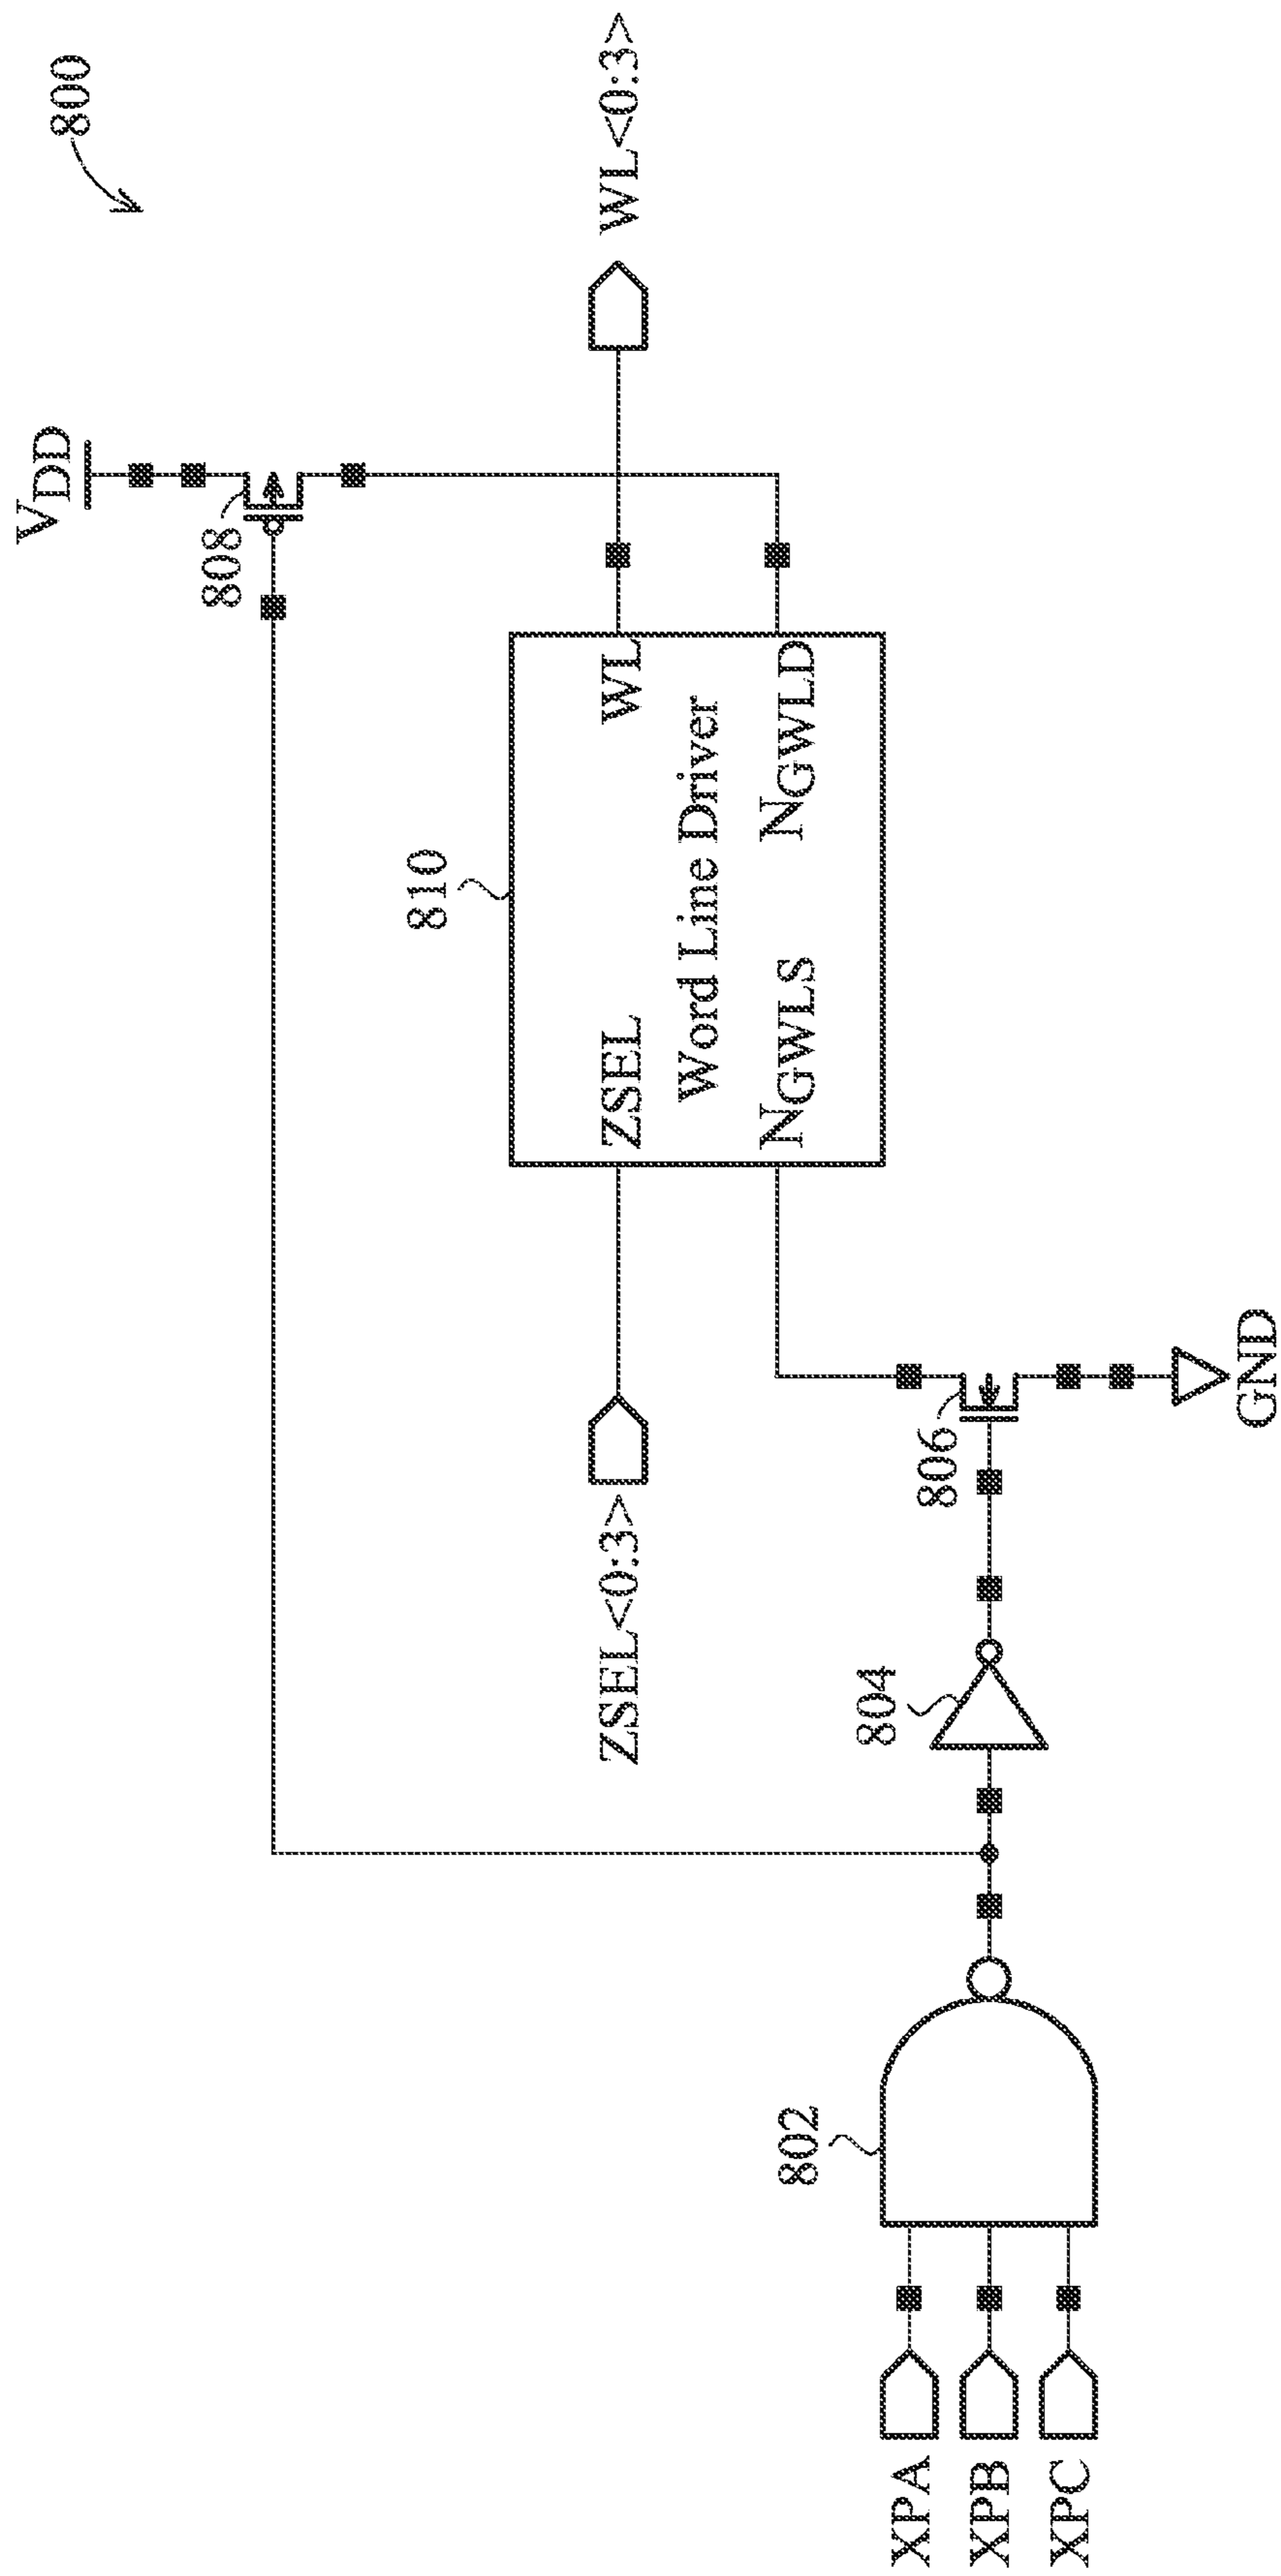 800
VDD
808
WL<0:3>
810
ZSEL
WL
Word Line Driver
NGWLS
NGWLD
ZSEL<0:3>
806
GND
804
802
XPA
XPB
XPC